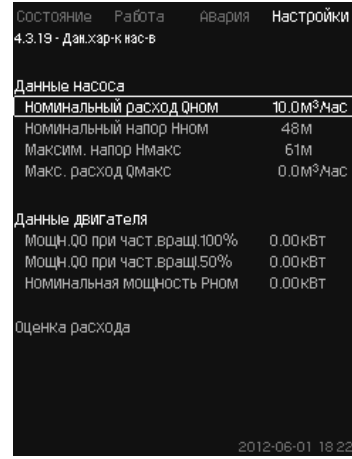 Состояние Работа Авария Настройки
4.3.19 - Дан.хар-к нас-в
Данные насоса
Номинальный расход Qном 10.0м³/час
Номинальный напор Нном 48м
Максим. напор Нмакс 61м
Макс. расход Qмакс 0.0м³/час
Данные двигателя
Мощн.Q0 при част.вращ.100% 0.00кВт
Мощн.Q0 при част.вращ.50% 0.00кВт
Номинальная мощность Рном 0.00кВт
Оценка расхода
2012-06-01 18:22